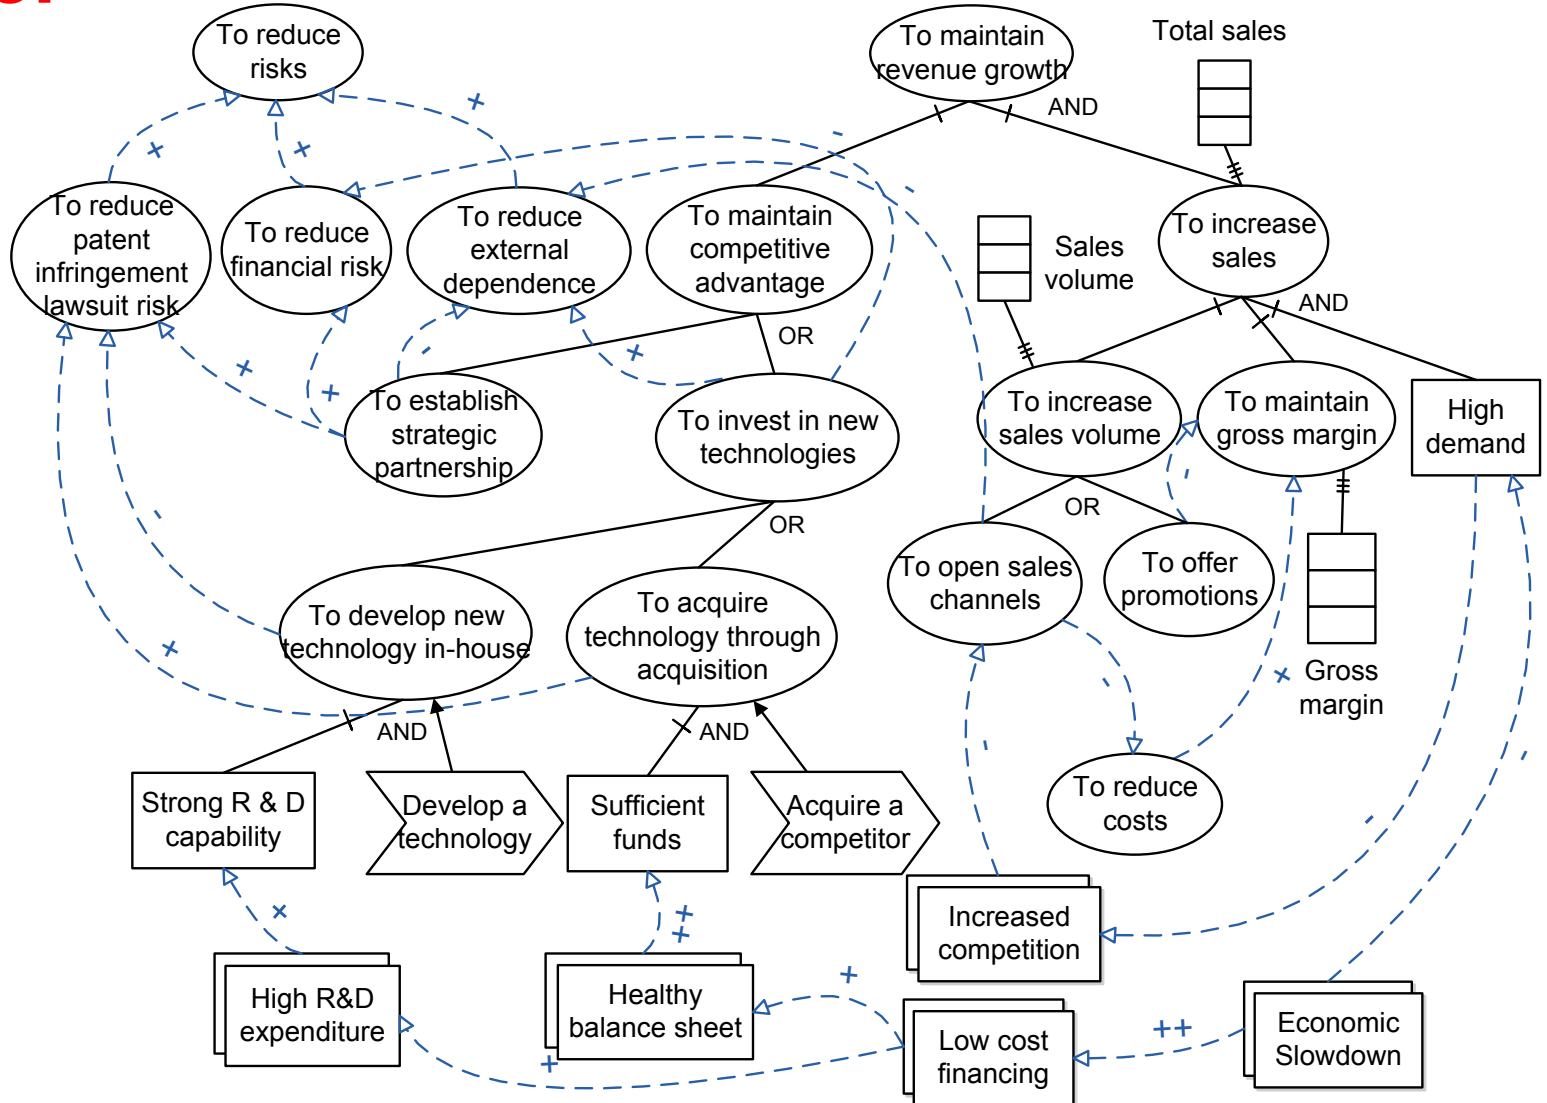 To reduce
risks
To maintain
revenue growth
AND
Total sales
To reduce
patent
infringement
lawsuit risk
To reduce
financial risk
To reduce
external
dependence
To maintain
competitive
advantage
Sales
volume
To increase
sales
AND
OR
To establish
strategic
partnership
To invest in new
technologies
To increase
sales volume
To maintain
gross margin
High
demand
OR
OR
To open sales
channels
To offer
promotions
To develop new
technology in-house
To acquire
technology through
acquisition
Gross
margin
AND
AND
Strong R & D
capability
Develop a
technology
Sufficient
funds
Acquire a
competitor
To reduce
costs
Increased
competition
High R&D
expenditure
Healthy
balance sheet
Low cost
financing
Economic
Slowdown
+
+
+
-
-
+
+
-
+
-
+
-
+
-
-
-
-
-
+
++
+
+
++